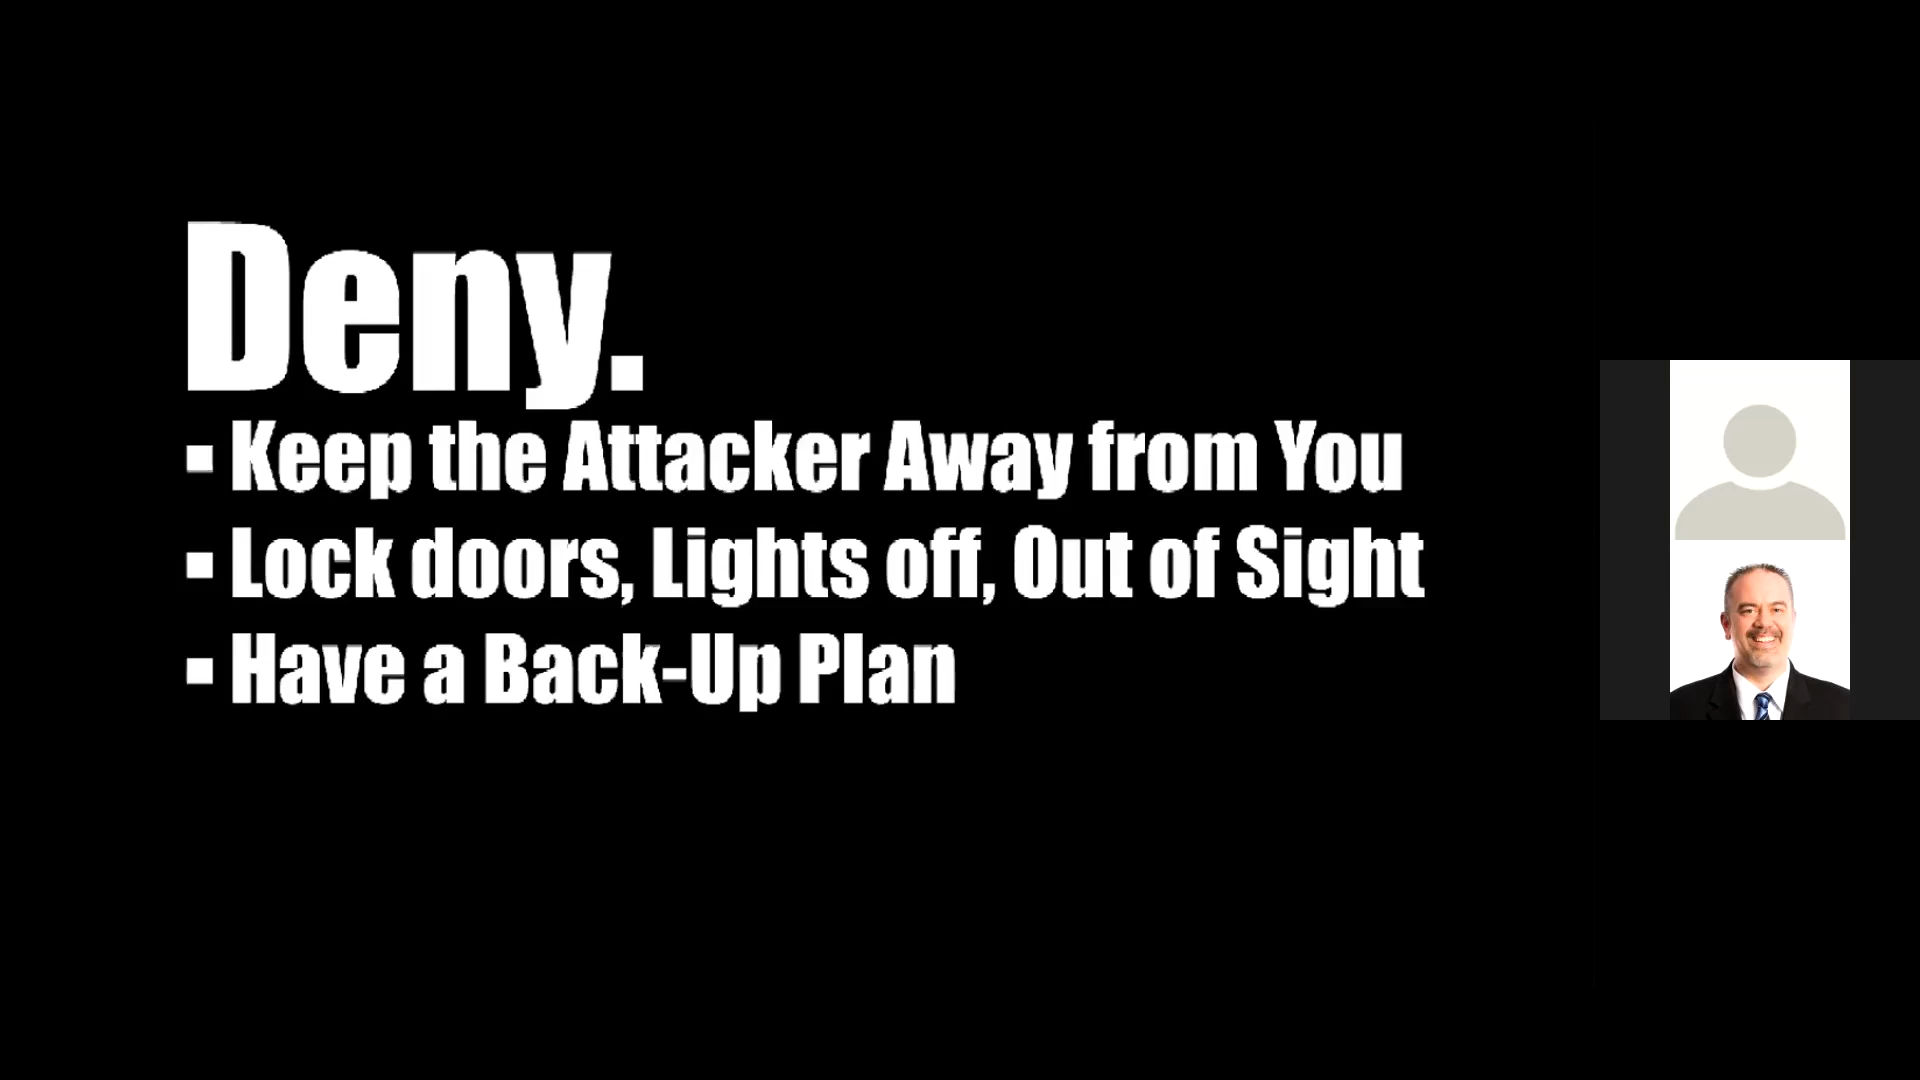 Deny.
▪ Keep the Attacker Away from You
▪ Lock doors, Lights off, Out of Sight
▪ Have a Back-Up Plan